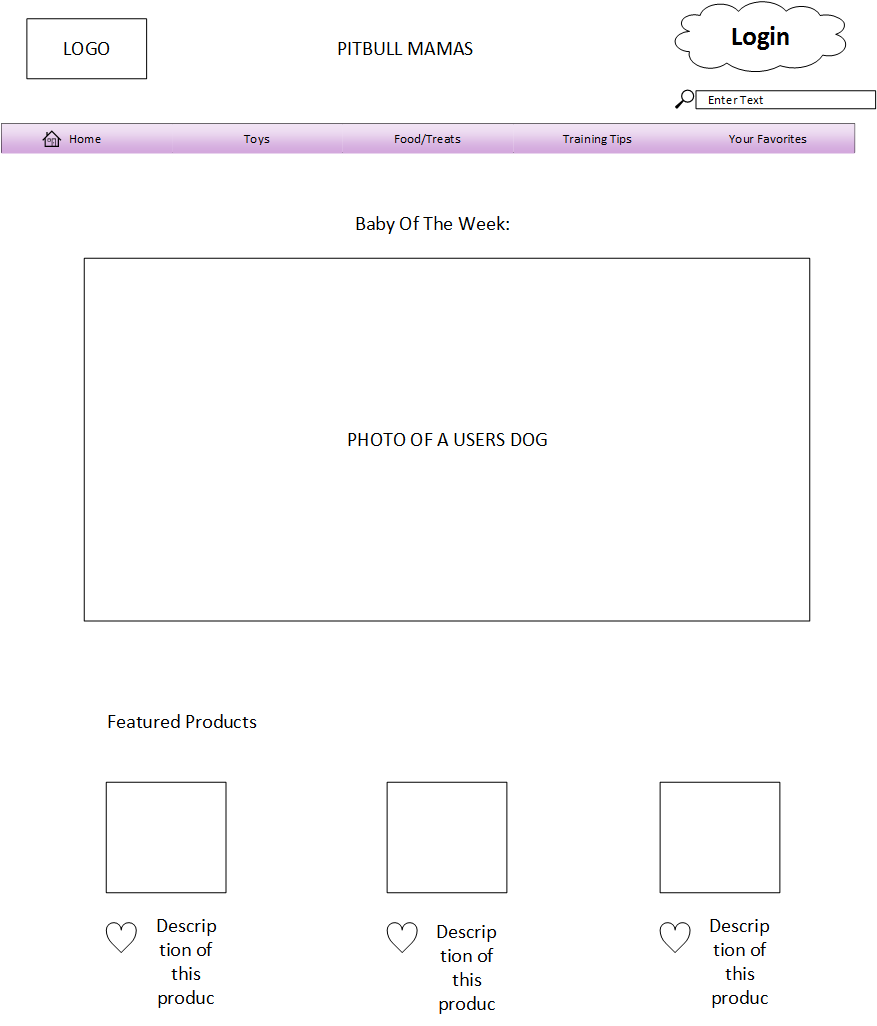 LOGO
PITBULL MAMAS
Login
Enter Text
Home
Toys
Food/Treats
Training Tips
Your Favorites
Baby Of The Week:
PHOTO OF A USERS DOG
Featured Products
Descrip
tion of
this
produc
Descrip
tion of
this
produc
Descrip
tion of
this
produc